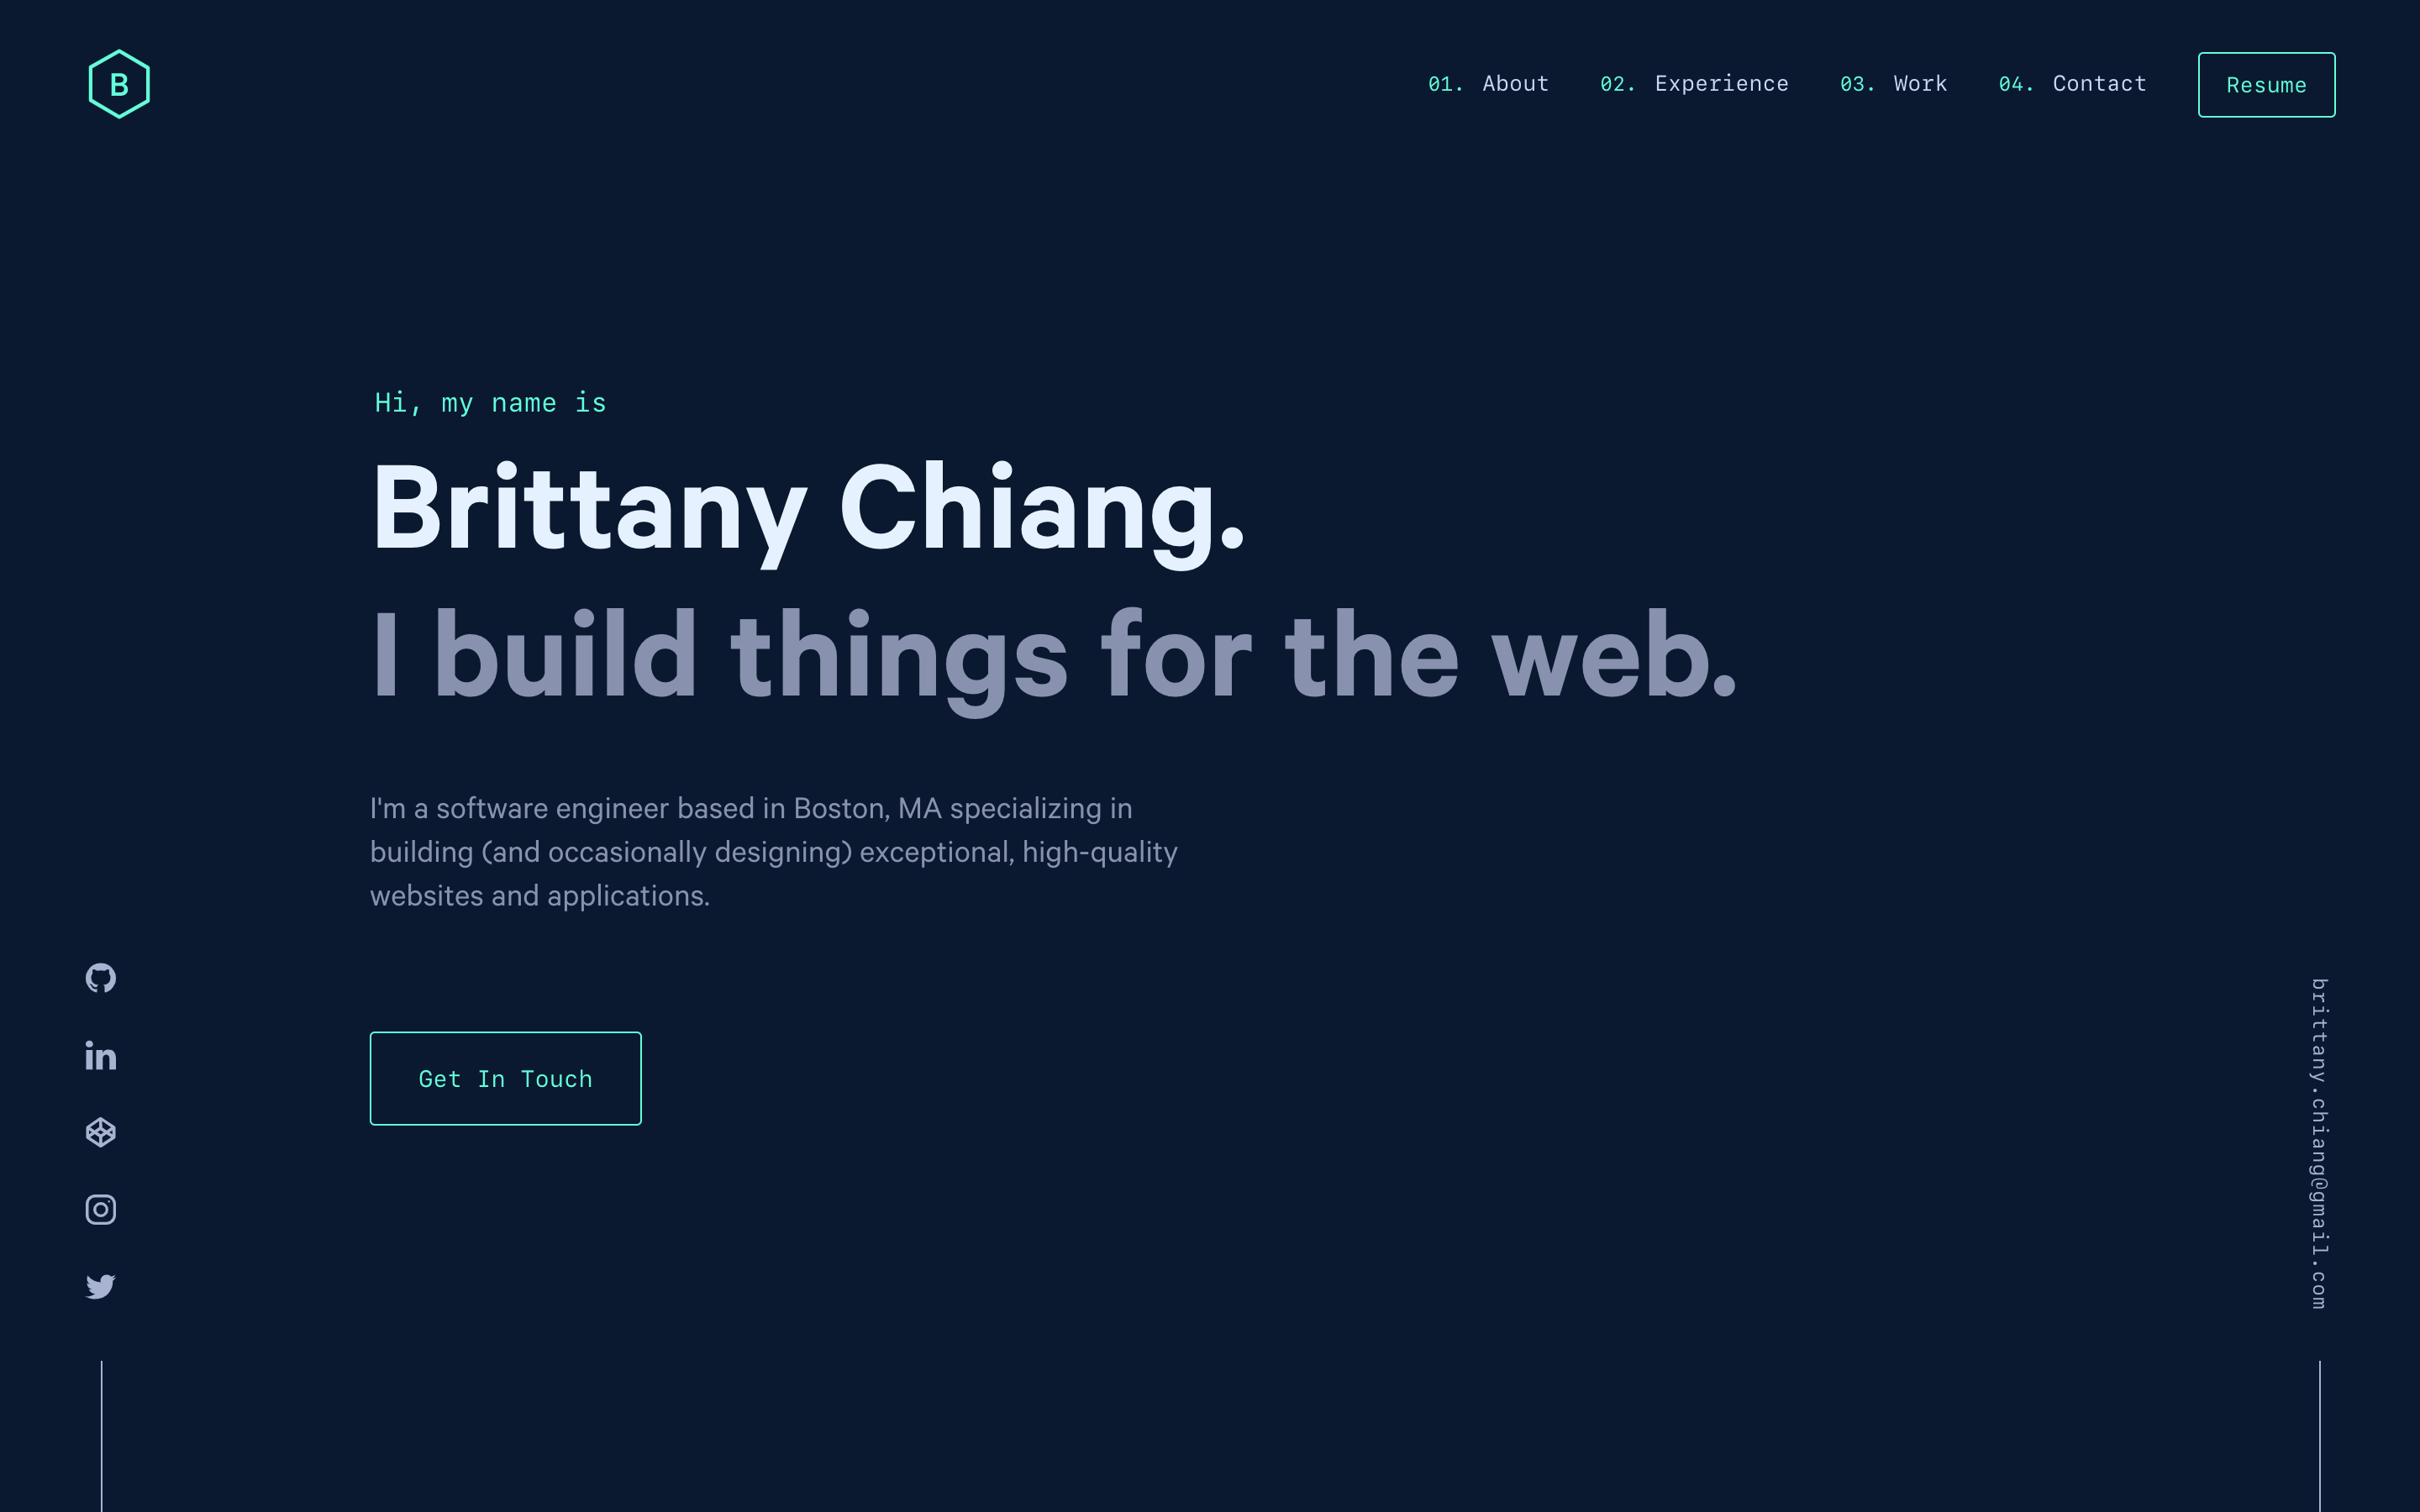 B
01. About 02. Experience 03. Work 04. Contact Resume
Hi, my name is
Brittany Chiang.
I build things for the web.
I'm a software engineer based in Boston, MA specializing in
building (and occasionally designing) exceptional, high-quality
websites and applications.
Get In Touch
brittany.chiang@gmail.com